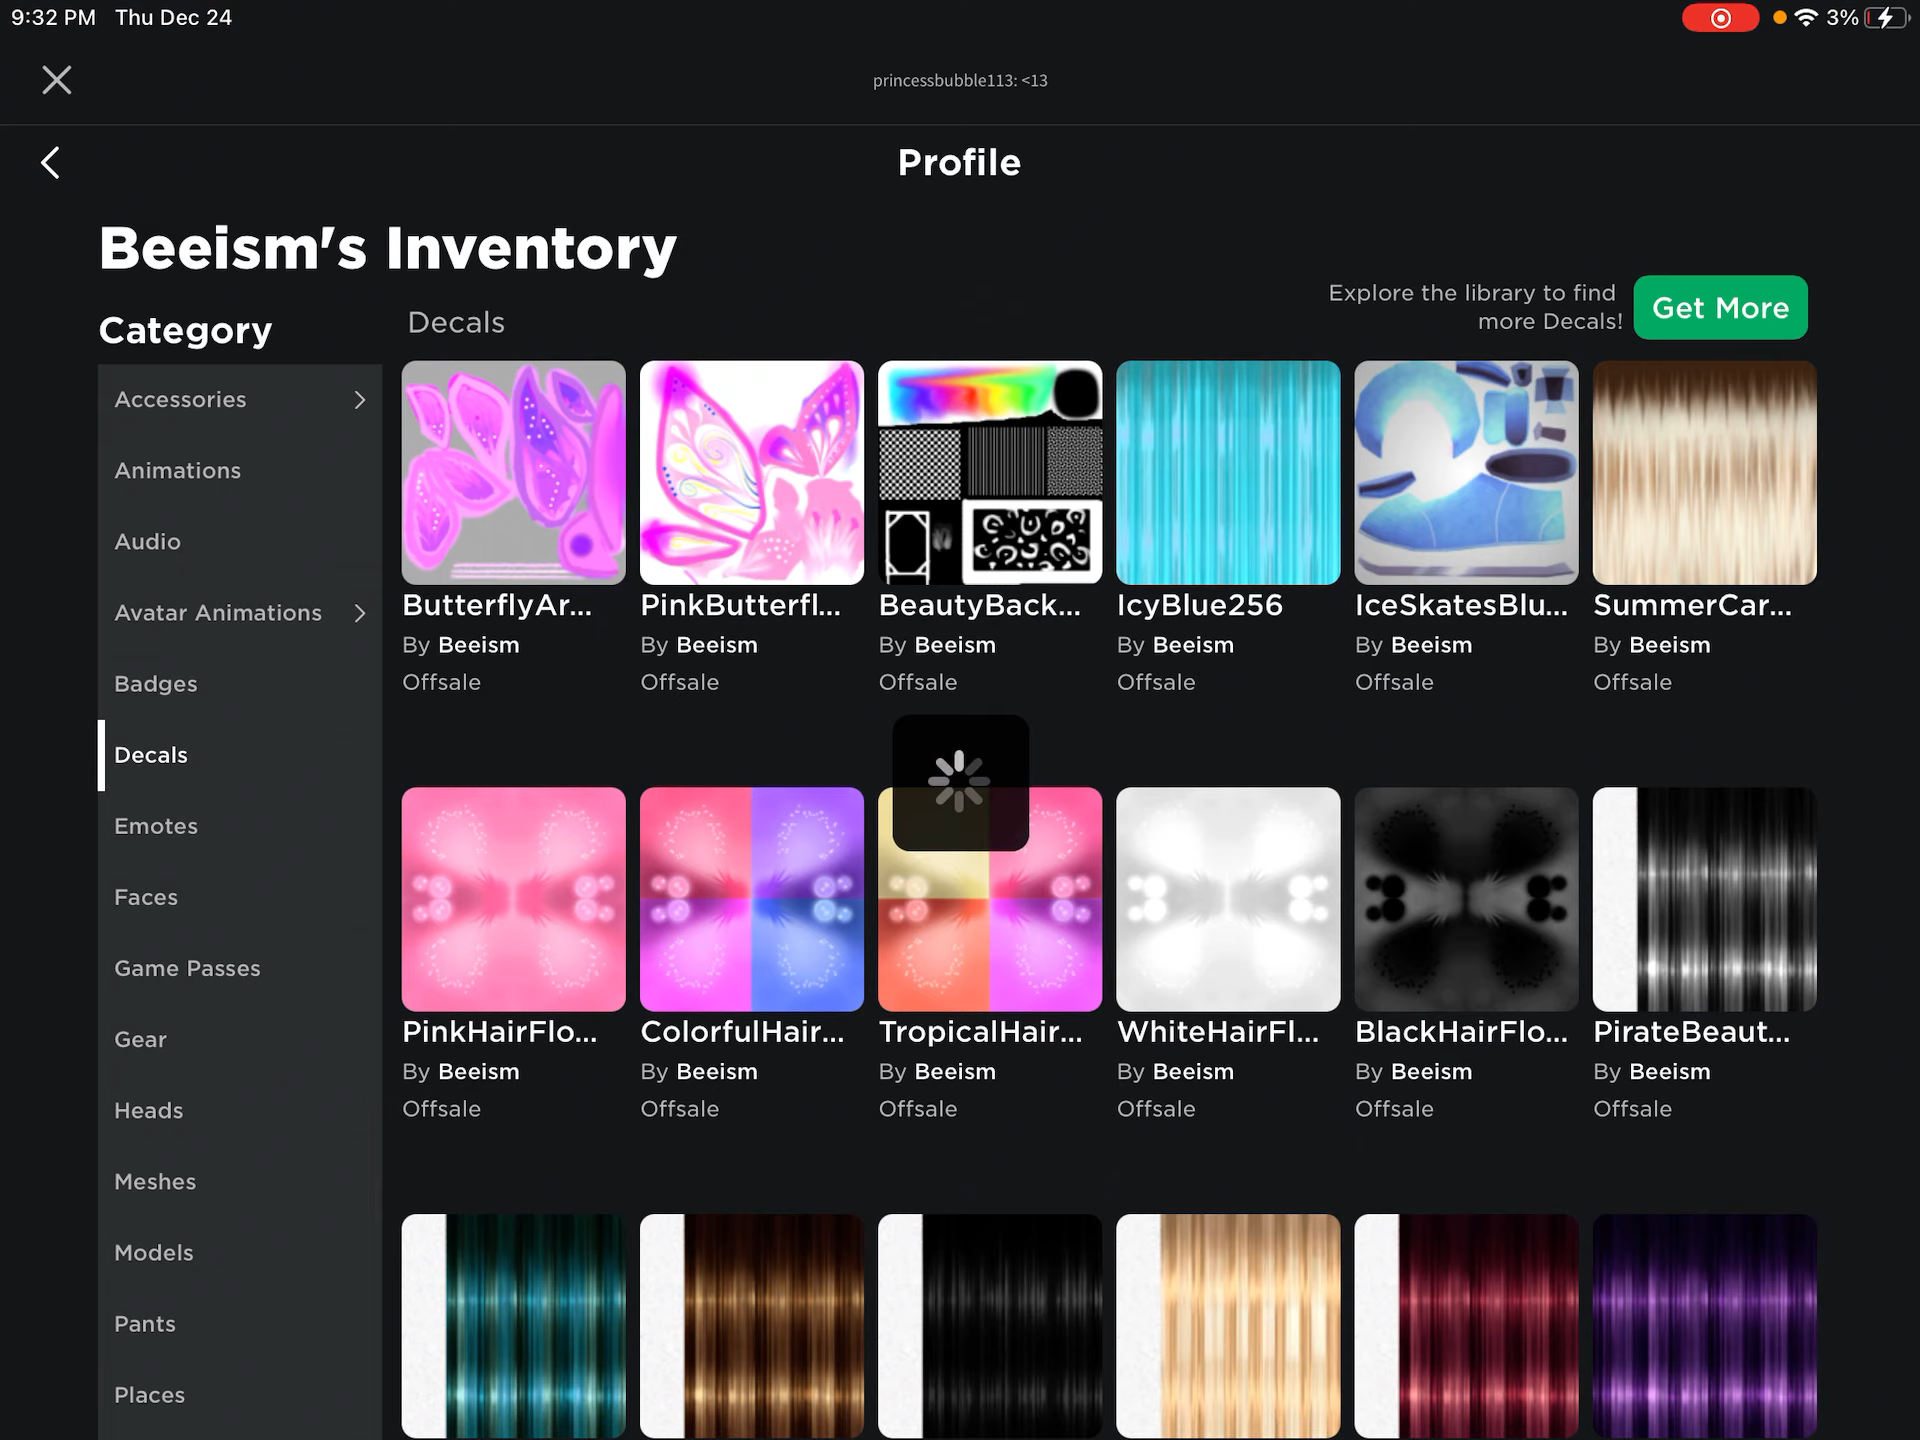 9:32 PM Thu Dec 24
3%
princessbubble113: <13
Profile
Beeism's Inventory
Category
Decals
Explore the library to find
more Decals!
Get More
Accessories
Animations
Audio
Avatar Animations
Badges
Decals
Emotes
Faces
Game Passes
Gear
Heads
Meshes
Models
Pants
Places
ButterflyAr... PinkButterfl... BeautyBack... IcyBlue256 IceSkatesBlu... SummerCar...
By Beeism By Beeism By Beeism By Beeism By Beeism By Beeism
Offsale Offsale Offsale Offsale Offsale Offsale
PinkHairFlo... ColorfulHair... TropicalHair... WhiteHairFl... BlackHairFlo... PirateBeaut...
By Beeism By Beeism By Beeism By Beeism By Beeism By Beeism
Offsale Offsale Offsale Offsale Offsale Offsale